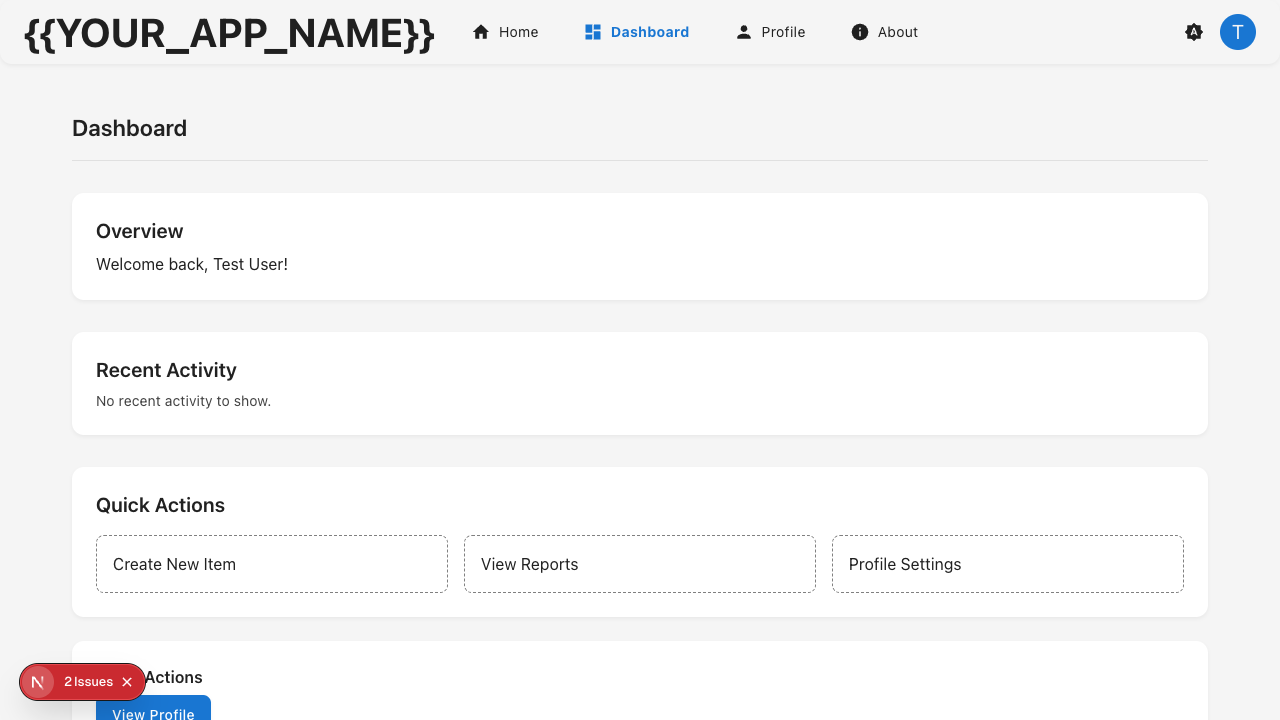 {{YOUR_APP_NAME}}
Home
Dashboard
Profile
About
A
T
Dashboard
Overview
Welcome back, Test User!
Recent Activity
No recent activity to show.
Quick Actions
Create New Item
View Reports
Profile Settings
Actions
N
2 Issues
View Profile